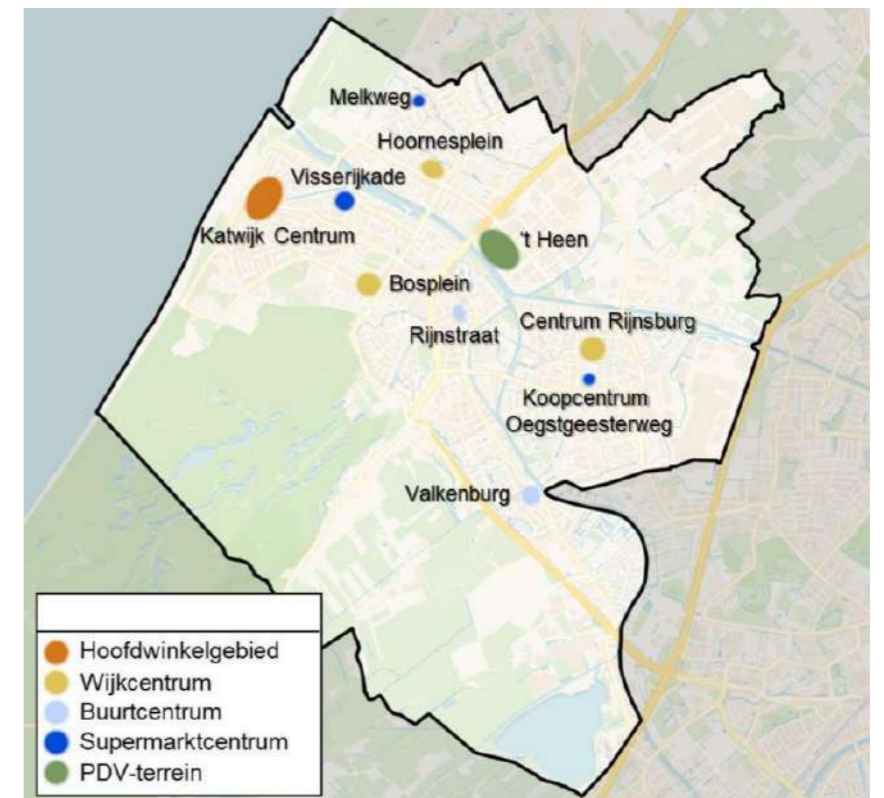 Melkweg
Hoornesplein
Visserijkade
Katwijk Centrum
't Heen
Bosplein
Rijnstraat
Centrum Rijnsburg
Koopcentrum
Oegstgeesterweg
Valkenburg
Hoofdwinkelgebied
Wijkcentrum
Buurtcentrum
Supermarktcentrum
PDV-terrein